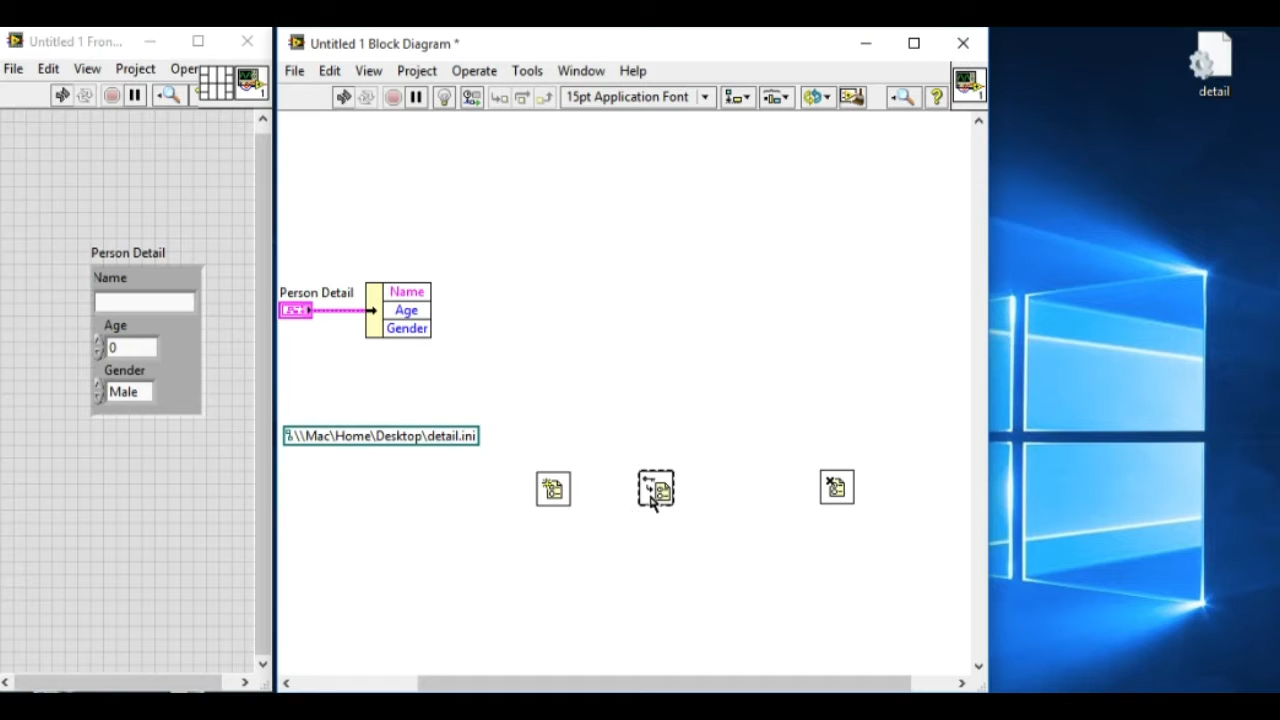 Untitled 1 Fron...
File Edit View Project Oper
1
Person Detail
Name
Age
0
Gender
Male
Untitled 1 Block Diagram *
File Edit View Project Operate Tools Window Help
15pt Application Font
?
1
Person Detail
Name
Age
Gender
\\Mac\Home\Desktop\detail.ini
detail